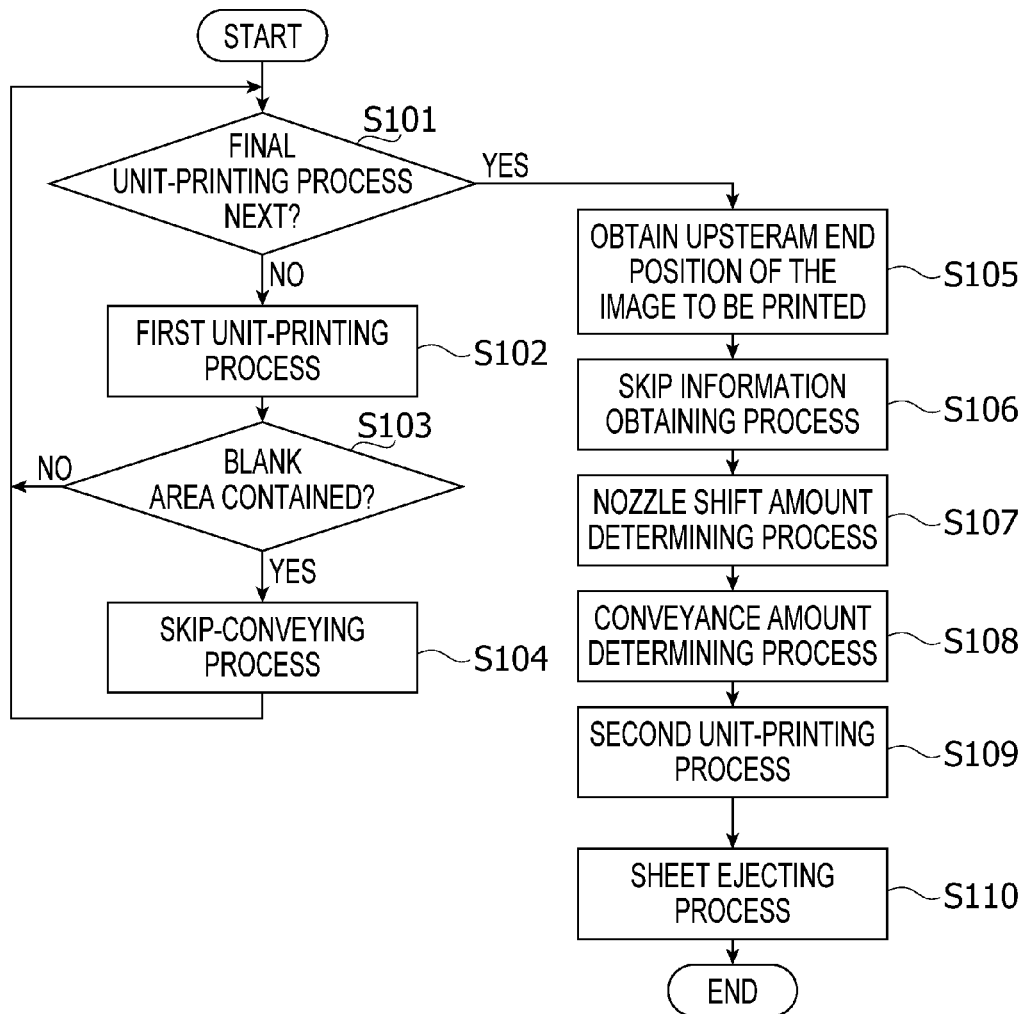 START
S101
FINAL
UNIT-PRINTING PROCESS
NEXT?
YES
NO
FIRST UNIT-PRINTING
PROCESS
S102
S103
NO
BLANK
AREA CONTAINED?
YES
SKIP-CONVEYING
PROCESS
S104
OBTAIN UPSTERAM END
POSITION OF THE
IMAGE TO BE PRINTED
S105
SKIP INFORMATION
OBTAINING PROCESS
S106
NOZZLE SHIFT AMOUNT
DETERMINING PROCESS
S107
CONVEYANCE AMOUNT
DETERMINING PROCESS
S108
SECOND UNIT-PRINTING
PROCESS
S109
SHEET EJECTING
PROCESS
S110
END